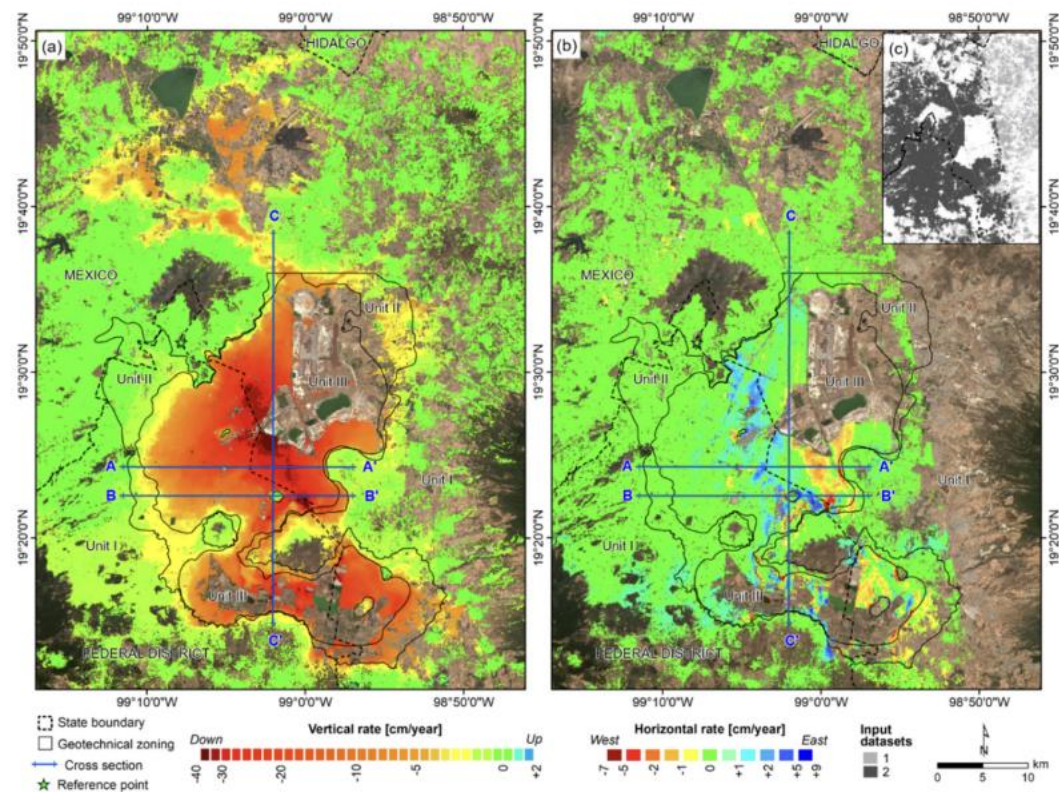 99°10'0"W 99°0'0"W 98°50'0"W 99°10'0"W 99°0'0"W 98°50'0"W
(a) HIDALGO (b) HIDALGO (c)
19°50'0"N 19°50'0"N
19°40'0"N 19°40'0"N
C C
MEXICO MEXICO
Unit II Unit II
19°30'0"N Unit II Unit III Unit II Unit III 19°30'0"N
A A' A A'
B B' Unit I B B' Unit I
19°20'0"N 19°20'0"N
Unit I Unit I
Unit III Unit III
C' C'
FEDERAL DISTRICT FEDERAL DISTRICT
99°10'0"W 99°0'0"W 98°50'0"W 99°10'0"W 99°0'0"W 98°50'0"W
State boundary
Geotechnical zoning
Cross section
Reference point
Vertical rate [cm/year]
Down Up
-40 -30 -20 -10 -5 0 +2
Horizontal rate [cm/year]
West East
-7 -5 -2 -1 0 +1 +2 +5 +9
Input
datasets
1
2
N
km
0 5 10